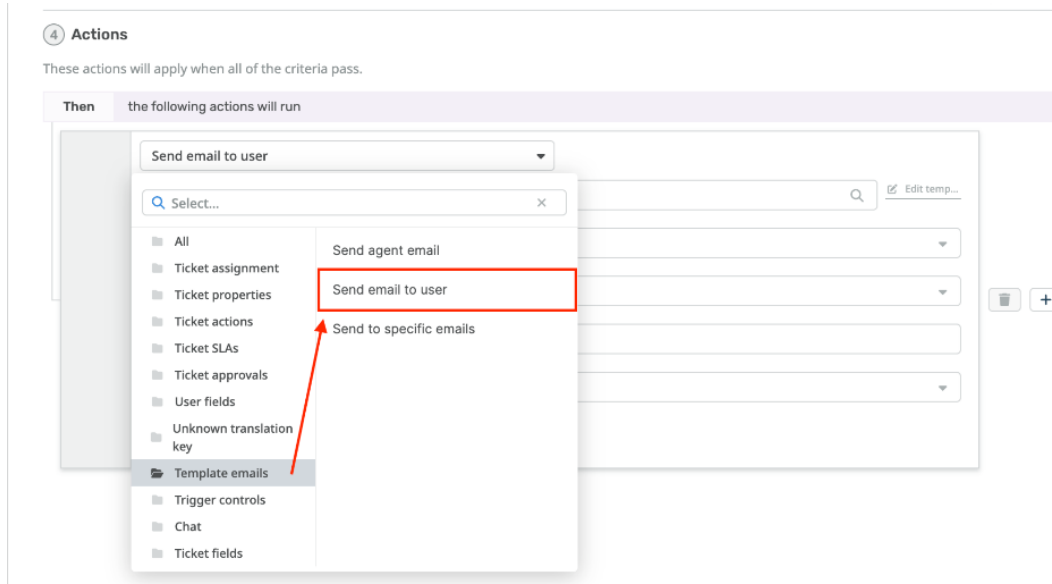 4 Actions
These actions will apply when all of the criteria pass.
Then the following actions will run
Send email to user
Select...
Edit temp...
All
Ticket assignment
Ticket properties
Ticket actions
Ticket SLAs
Ticket approvals
User fields
Unknown translation
key
Template emails
Trigger controls
Chat
Ticket fields
Send agent email
Send email to user
Send to specific emails